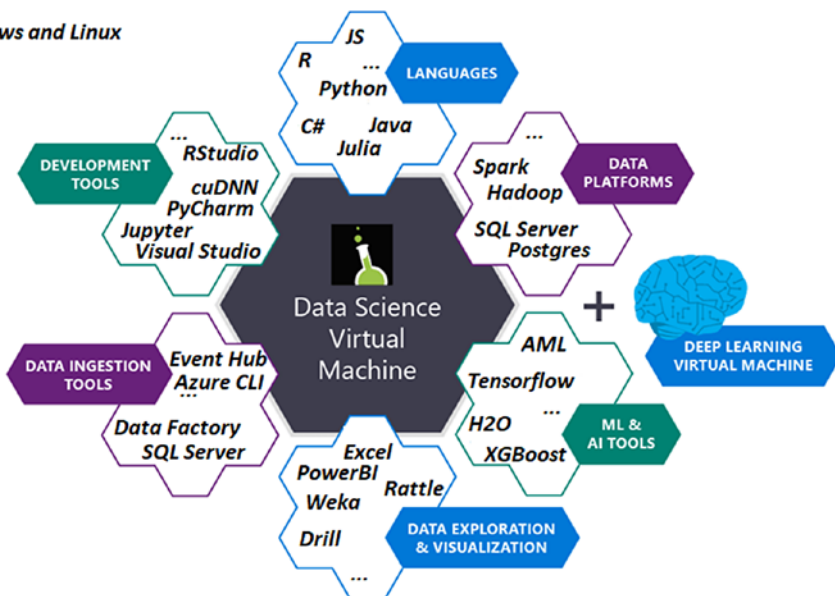 ws and Linux
JS
R
...
Python
C#
Java
Julia
LANGUAGES
...
RStudio
cuDNN
PyCharm
Jupyter
Visual Studio
DEVELOPMENT
TOOLS
...
Spark
Hadoop
SQL Server
Postgres
DATA
PLATFORMS
Data Science
Virtual
Machine
+
DEEP LEARNING
VIRTUAL MACHINE
DATA INGESTION
TOOLS
Event Hub
Azure CLI
...
Data Factory
SQL Server
AML
Tensorflow
...
H2O
XGBoost
ML &
AI TOOLS
Excel
PowerBI
Rattle
Weka
Drill
...
DATA EXPLORATION
& VISUALIZATION